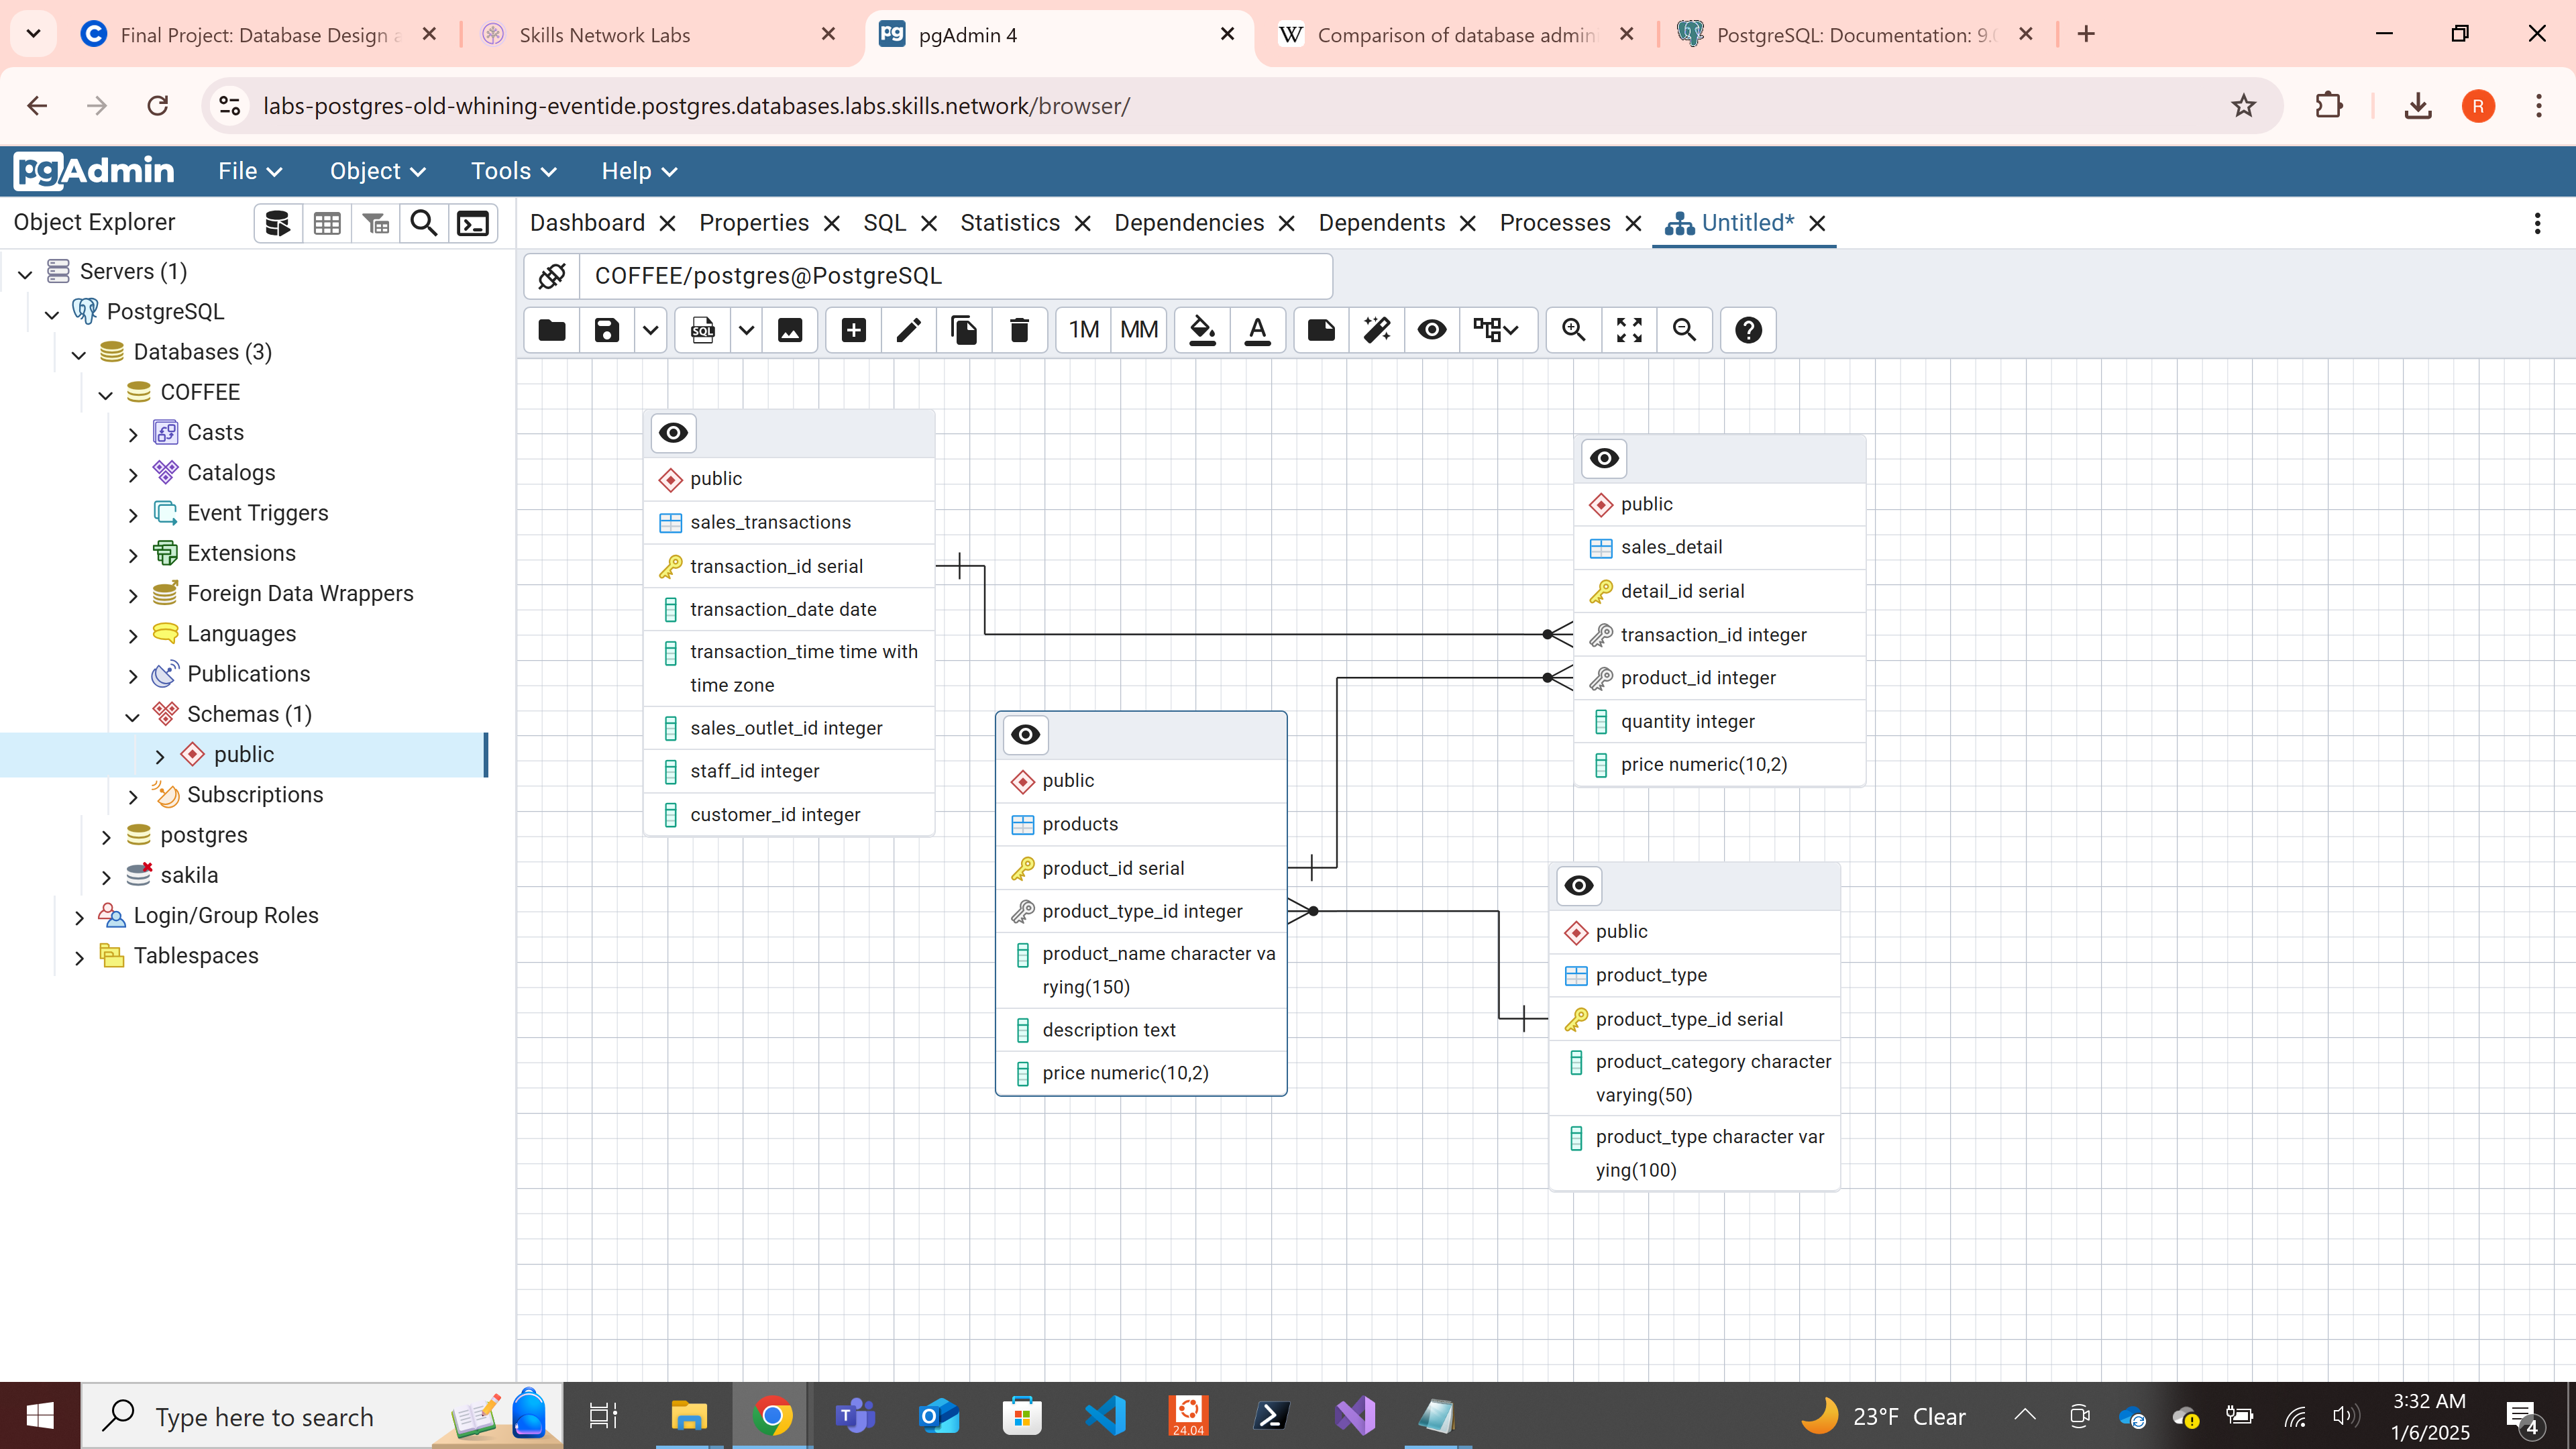 Final Project: Database Design a
Skills Network Labs
pgAdmin 4
W Comparison of database admin
PostgreSQL: Documentation: 9.
labs-postgres-old-whining-eventide.postgres.databases.labs.skills.network/browser/
R
pgAdmin File Object Tools Help
Object Explorer
Dashboard Properties SQL Statistics Dependencies Dependents Processes Untitled*
COFFEE/postgres@PostgreSQL
SQL 1M MM A
Servers (1)
PostgreSQL
Databases (3)
COFFEE
Casts
Catalogs
Event Triggers
Extensions
Foreign Data Wrappers
Languages
Publications
Schemas (1)
public
Subscriptions
postgres
sakila
Login/Group Roles
Tablespaces
public
sales_transactions
transaction_id serial
transaction_date date
transaction_time time with
time zone
sales_outlet_id integer
staff_id integer
customer_id integer
public
products
product_id serial
product_type_id integer
product_name character va
rying(150)
description text
price numeric(10,2)
public
sales_detail
detail_id serial
transaction_id integer
product_id integer
quantity integer
price numeric(10,2)
public
product_type
product_type_id serial
product_category character
varying(50)
product_type character var
ying(100)
Type here to search
24.04
23°F Clear
3:32 AM
1/6/2025
4